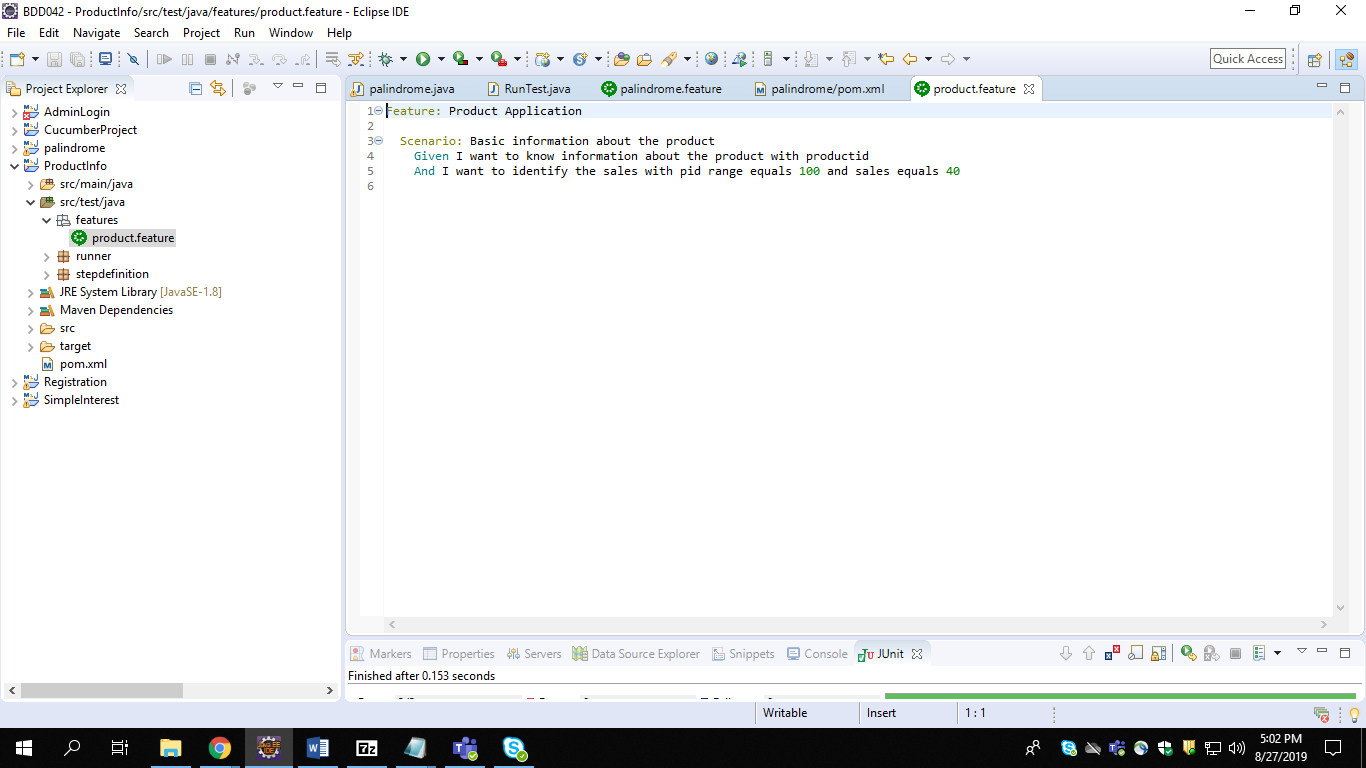 BDD042 - ProductInfo/src/test/java/features/product.feature - Eclipse IDE
File Edit Navigate Search Project Run Window Help
Quick Access
Project Explorer
palindrome.java RunTest.java palindrome.feature palindrome/pom.xml product.feature
AdminLogin
CucumberProject
palindrome
ProductInfo
src/main/java
src/test/java
features
product.feature
runner
stepdefinition
JRE System Library [JavaSE-1.8]
Maven Dependencies
src
target
pom.xml
Registration
SimpleInterest
1 Feature: Product Application
2
3 Scenario: Basic information about the product
4 Given I want to know information about the product with productid
5 And I want to identify the sales with pid range equals 100 and sales equals 40
6
Markers Properties Servers Data Source Explorer Snippets Console JUnit
Finished after 0.153 seconds
Writable Insert 1 : 1
5:02 PM
8/27/2019